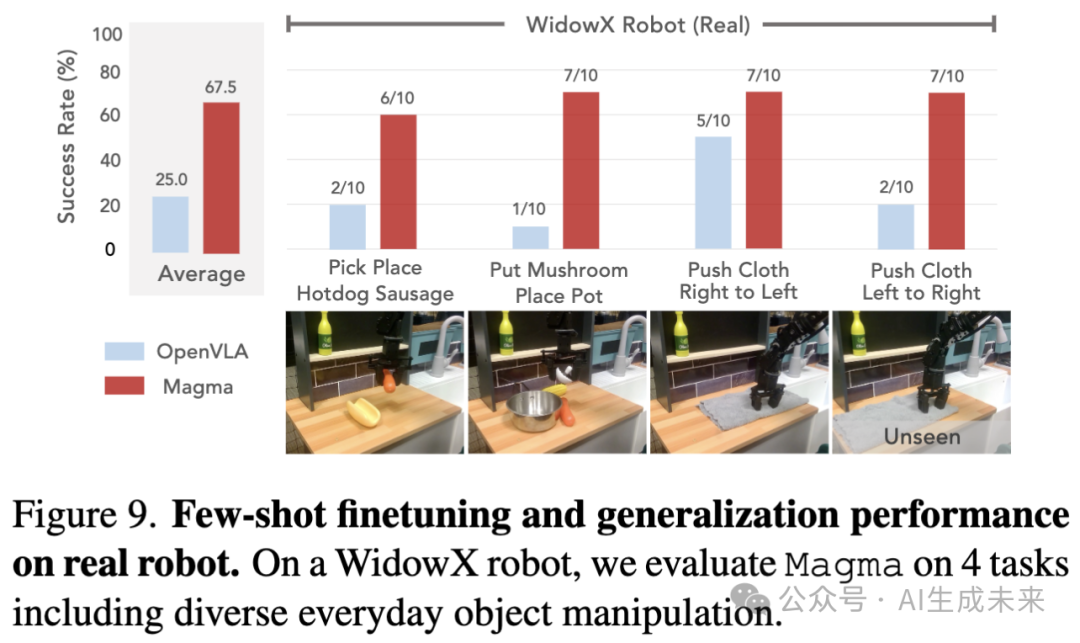 WidowX Robot (Real)
Success Rate (%)
100
80
60
40
20
0
25.0
67.5
Average
2/10
6/10
1/10
7/10
5/10
7/10
2/10
7/10
Pick Place
Hotdog Sausage
Put Mushroom
Place Pot
Push Cloth
Right to Left
Push Cloth
Left to Right
OpenVLA
Magma
Unseen
Figure 9. Few-shot finetuning and generalization performance
on real robot. On a WidowX robot, we evaluate Magma on 4 tasks
including diverse everyday object manipulation.
公众号 · AI生成未来